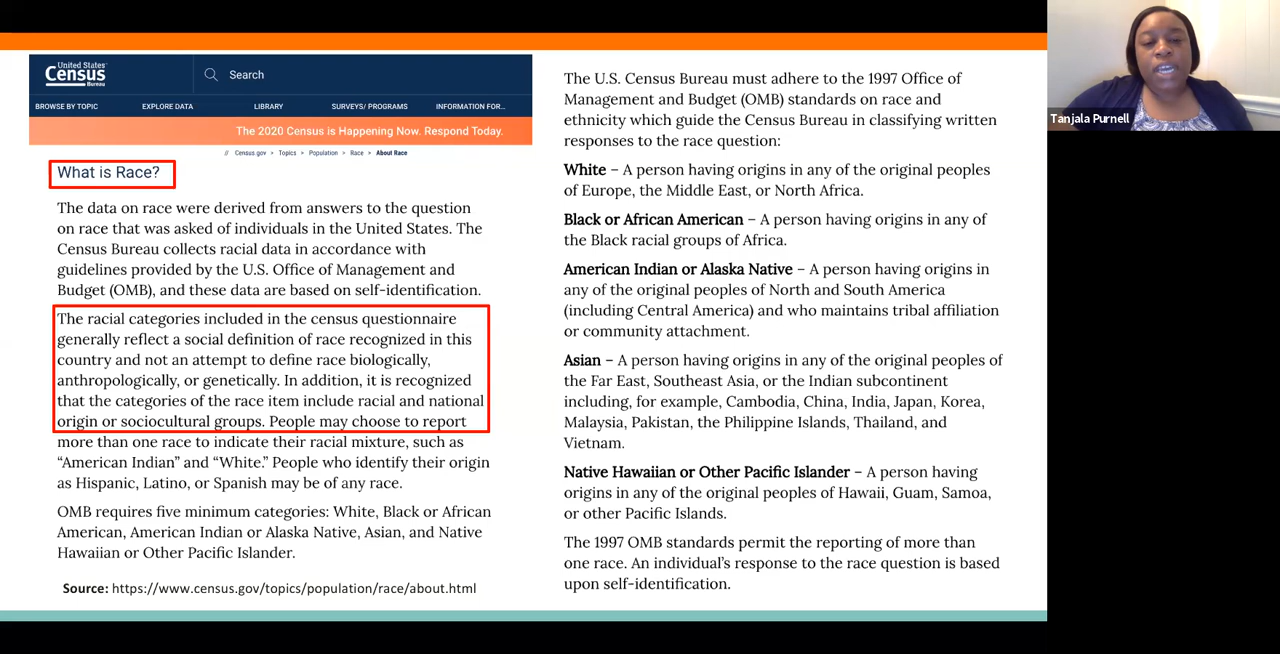 United States
Census
Bureau
Search
BROWSE BY TOPIC
EXPLORE DATA
LIBRARY
SURVEYS/ PROGRAMS
INFORMATION FOR...
The 2020 Census is Happening Now. Respond Today.
// Census.gov > Topics > Population > Race > About Race
What is Race?
The data on race were derived from answers to the question
on race that was asked of individuals in the United States. The
Census Bureau collects racial data in accordance with
guidelines provided by the U.S. Office of Management and
Budget (OMB), and these data are based on self-identification.
The racial categories included in the census questionnaire
generally reflect a social definition of race recognized in this
country and not an attempt to define race biologically,
anthropologically, or genetically. In addition, it is recognized
that the categories of the race item include racial and national
origin or sociocultural groups. People may choose to report
more than one race to indicate their racial mixture, such as
“American Indian” and “White.” People who identify their origin
as Hispanic, Latino, or Spanish may be of any race.
OMB requires five minimum categories: White, Black or African
American, American Indian or Alaska Native, Asian, and Native
Hawaiian or Other Pacific Islander.
Source: https://www.census.gov/topics/population/race/about.html
The U.S. Census Bureau must adhere to the 1997 Office of
Management and Budget (OMB) standards on race and
ethnicity which guide the Census Bureau in classifying written
responses to the race question:
White – A person having origins in any of the original peoples
of Europe, the Middle East, or North Africa.
Black or African American – A person having origins in any of
the Black racial groups of Africa.
American Indian or Alaska Native – A person having origins in
any of the original peoples of North and South America
(including Central America) and who maintains tribal affiliation
or community attachment.
Asian – A person having origins in any of the original peoples of
the Far East, Southeast Asia, or the Indian subcontinent
including, for example, Cambodia, China, India, Japan, Korea,
Malaysia, Pakistan, the Philippine Islands, Thailand, and
Vietnam.
Native Hawaiian or Other Pacific Islander – A person having
origins in any of the original peoples of Hawaii, Guam, Samoa,
or other Pacific Islands.
The 1997 OMB standards permit the reporting of more than
one race. An individual’s response to the race question is based
upon self-identification.
Tanjala Purnell